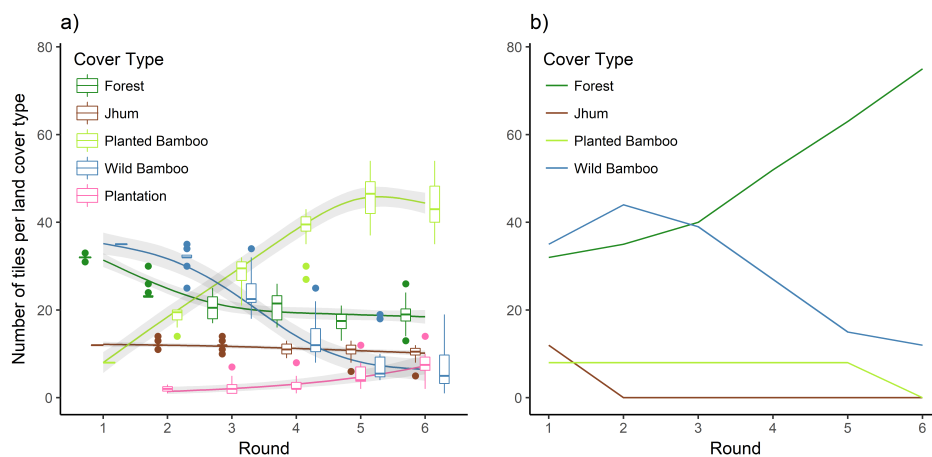 a)
Number of tiles per land cover type
80
60
40
20
0
Cover Type
Forest
Jhum
Planted Bamboo
Wild Bamboo
Plantation
1 2 3 4 5 6
Round
b)
80
60
40
20
0
Cover Type
Forest
Jhum
Planted Bamboo
Wild Bamboo
1 2 3 4 5 6
Round